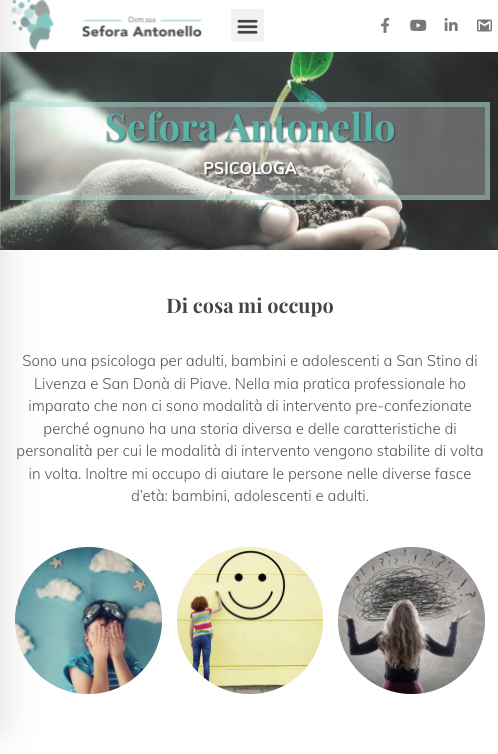 Dott.ssa
Sefora Antonello
Sefora Antonello
PSICOLOGA
Di cosa mi occupo
Sono una psicologa per adulti, bambini e adolescenti a San Stino di
Livenza e San Donà di Piave. Nella mia pratica professionale ho
imparato che non ci sono modalità di intervento pre-confezionate
perché ognuno ha una storia diversa e delle caratteristiche di
personalità per cui le modalità di intervento vengono stabilite di volta
in volta. Inoltre mi occupo di aiutare le persone nelle diverse fasce
d'età: bambini, adolescenti e adulti.